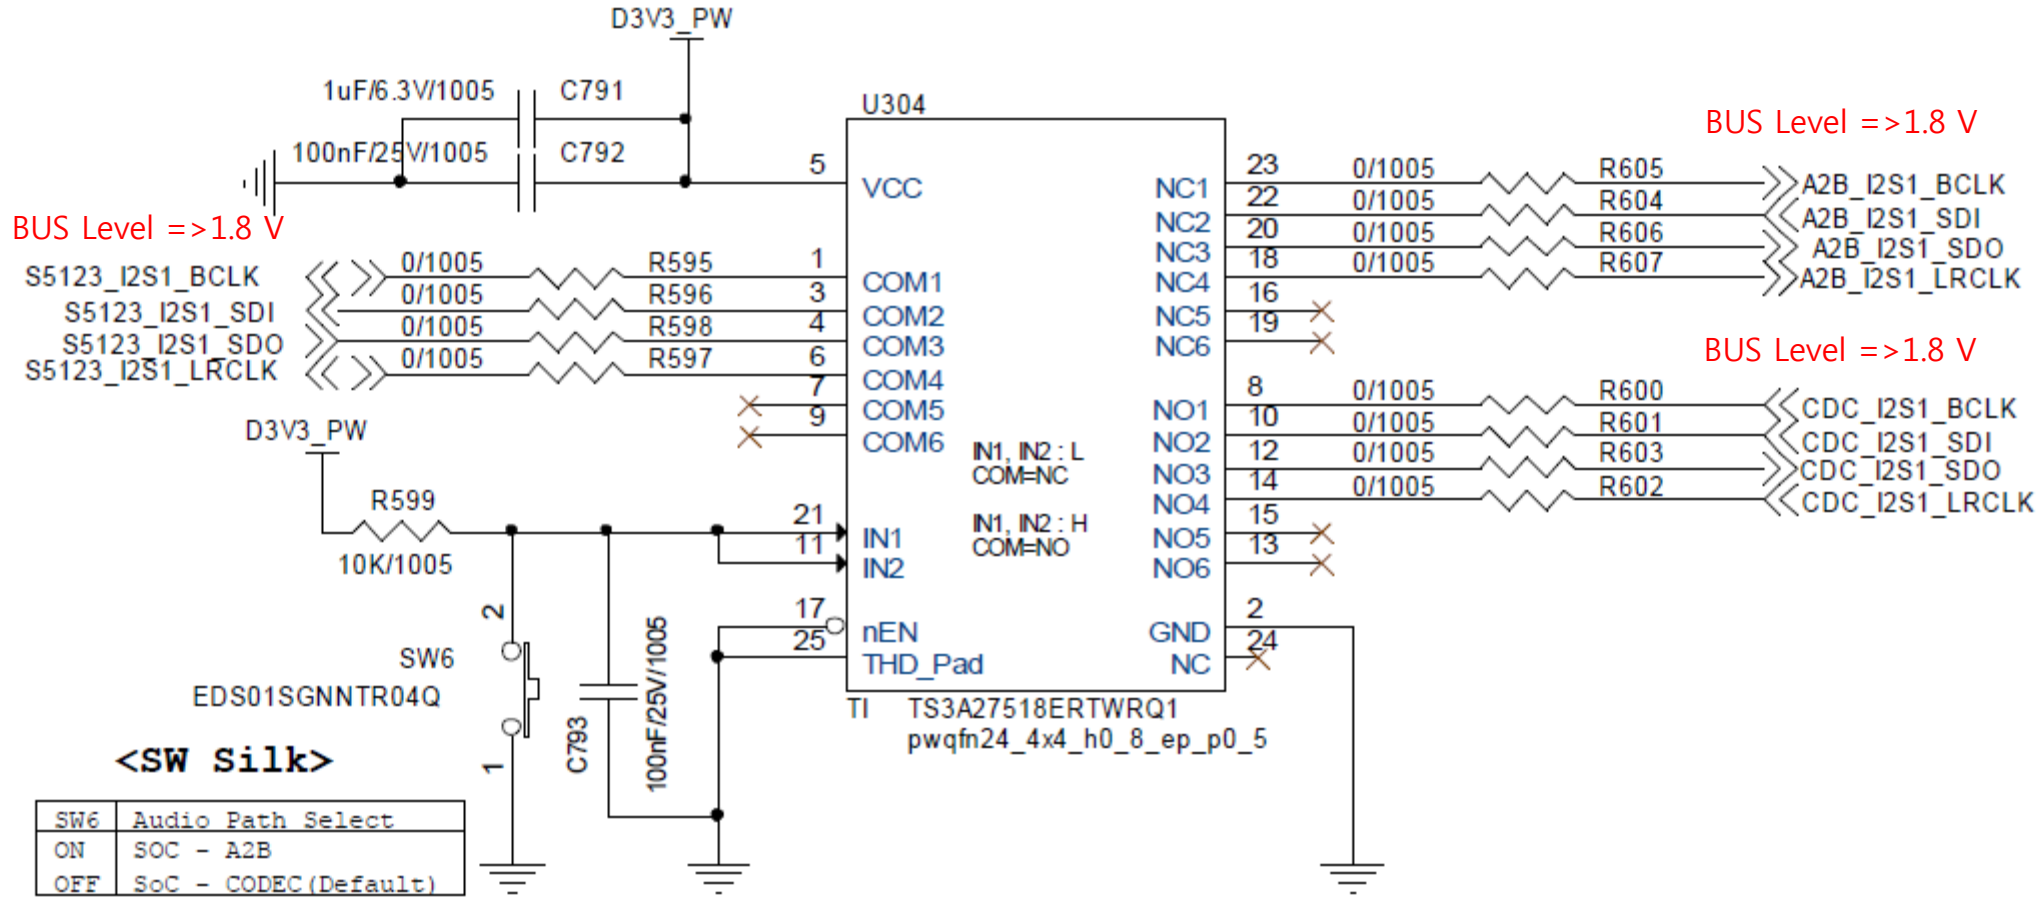 D3V3_PW
1uF/6.3V/1005 C791
100nF/25V/1005 C792
U304
BUS Level =>1.8 V
5 VCC
NC1 23 0/1005 R605 A2B_I2S1_BCLK
NC2 22 0/1005 R604 A2B_I2S1_SDI
NC3 20 0/1005 R606 A2B_I2S1_SDO
NC4 18 0/1005 R607 A2B_I2S1_LRCLK
NC5 16
NC6 19
BUS Level =>1.8 V
S5123_I2S1_BCLK 0/1005 R595 1 COM1
S5123_I2S1_SDI 0/1005 R596 3 COM2
S5123_I2S1_SDO 0/1005 R598 4 COM3
S5123_I2S1_LRCLK 0/1005 R597 6 COM4
7 COM5
9 COM6
BUS Level =>1.8 V
NO1 8 0/1005 R600 CDC_I2S1_BCLK
NO2 10 0/1005 R601 CDC_I2S1_SDI
NO3 12 0/1005 R603 CDC_I2S1_SDO
NO4 14 0/1005 R602 CDC_I2S1_LRCLK
NO5 15
NO6 13
IN1, IN2 : L
COM=NC
IN1, IN2 : H
COM=NO
D3V3_PW
R599
10K/1005
21 IN1
11 IN2
17 nEN
25 THD_Pad
GND 2
NC 24
2
SW6
EDS01SGNNTR04Q
1
C793
100nF/25V/1005
TI TS3A27518ERTWRQ1
pwqfn24_4x4_h0_8_ep_p0_5
<SW Silk>
SW6 Audio Path Select
ON SOC - A2B
OFF SoC - CODEC(Default)